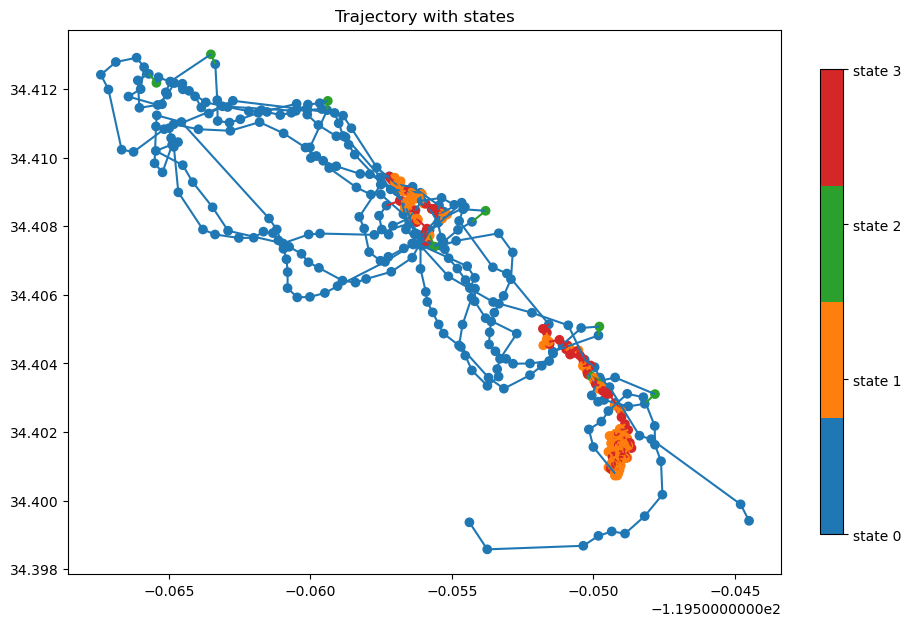 Trajectory with states
34.412
34.410
34.408
34.406
34.404
34.402
34.400
34.398
−0.065
−0.060
−0.055
−0.050
−0.045
−1.1950000000e2
state 3
state 2
state 1
state 0